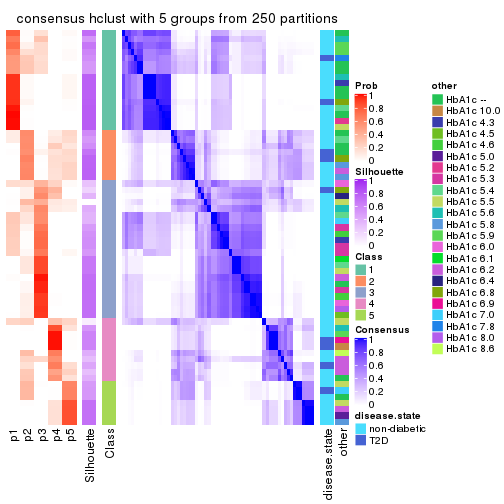 consensus hclust with 5 groups from 250 partitions
Prob
1
0.8
0.6
0.4
0.2
0
Silhouette
1
0.8
0.6
0.4
0.2
0
Class
1
2
3
4
5
Consensus
1
0.8
0.6
0.4
0.2
0
disease.state
non-diabetic
T2D
other
HbA1c --
HbA1c 10.0
HbA1c 4.3
HbA1c 4.5
HbA1c 4.6
HbA1c 5.0
HbA1c 5.2
HbA1c 5.3
HbA1c 5.4
HbA1c 5.5
HbA1c 5.6
HbA1c 5.8
HbA1c 5.9
HbA1c 6.0
HbA1c 6.1
HbA1c 6.2
HbA1c 6.4
HbA1c 6.8
HbA1c 6.9
HbA1c 7.0
HbA1c 7.8
HbA1c 8.0
HbA1c 8.6
p1
p2
p3
p4
p5
Silhouette
Class
disease.state
other